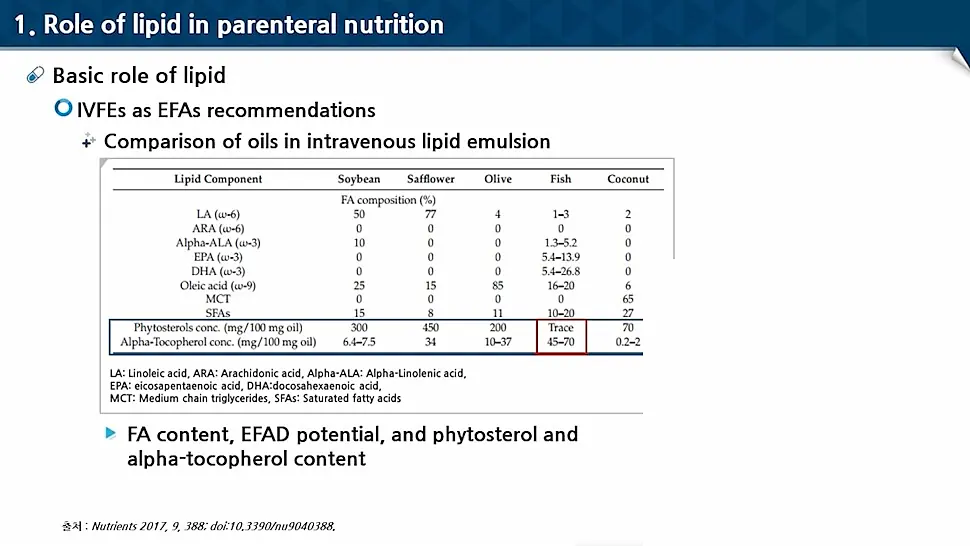 1. Role of lipid in parenteral nutrition
Basic role of lipid
IVFEs as EFAs recommendations
Comparison of oils in intravenous lipid emulsion
Lipid Component Soybean Safflower Olive Fish Coconut
FA composition (%)
LA (ω-6) 50 77 4 1–3 2
ARA (ω-6) 0 0 0 0 0
Alpha-ALA (ω-3) 10 0 0 1.3–5.2 0
EPA (ω-3) 0 0 0 5.4–13.9 0
DHA (ω-3) 0 0 0 5.4–26.8 0
Oleic acid (ω-9) 25 15 85 16–20 6
MCT 0 0 0 0 65
SFAs 15 8 11 10–20 27
Phytosterols conc. (mg/100 mg oil) 300 450 200 Trace 70
Alpha-Tocopherol conc. (mg/100 mg oil) 6.4–7.5 34 10–37 45–70 0.2–2
LA: Linoleic acid, ARA: Arachidonic acid, Alpha-ALA: Alpha-Linolenic acid,
EPA: eicosapentaenoic acid, DHA:docosahexaenoic acid,
MCT: Medium chain triglycerides, SFAs: Saturated fatty acids
FA content, EFAD potential, and phytosterol and
alpha-tocopherol content
출처 : Nutrients 2017, 9, 388; doi:10.3390/nu9040388.